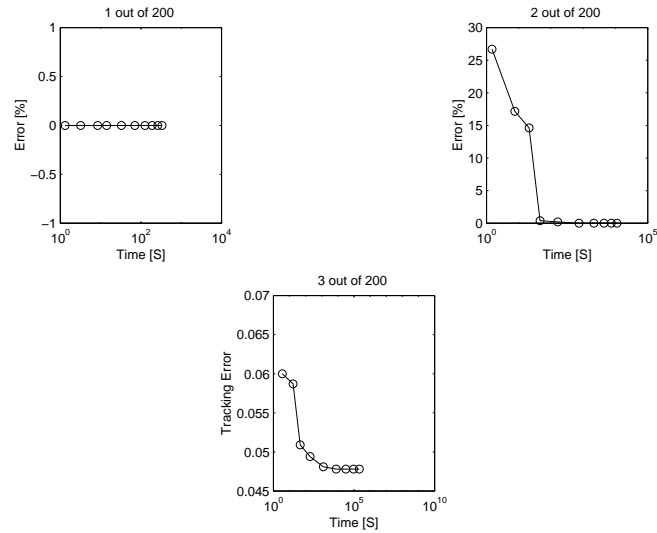 1 out of 200
1
0.5
0
−0.5
−1
Error [%]
10^0
10^2
10^4
Time [S]
2 out of 200
30
25
20
15
10
5
0
Error [%]
10^0
10^5
Time [S]
3 out of 200
0.07
0.065
0.06
0.055
0.05
0.045
Tracking Error
10^0
10^5
10^10
Time [S]